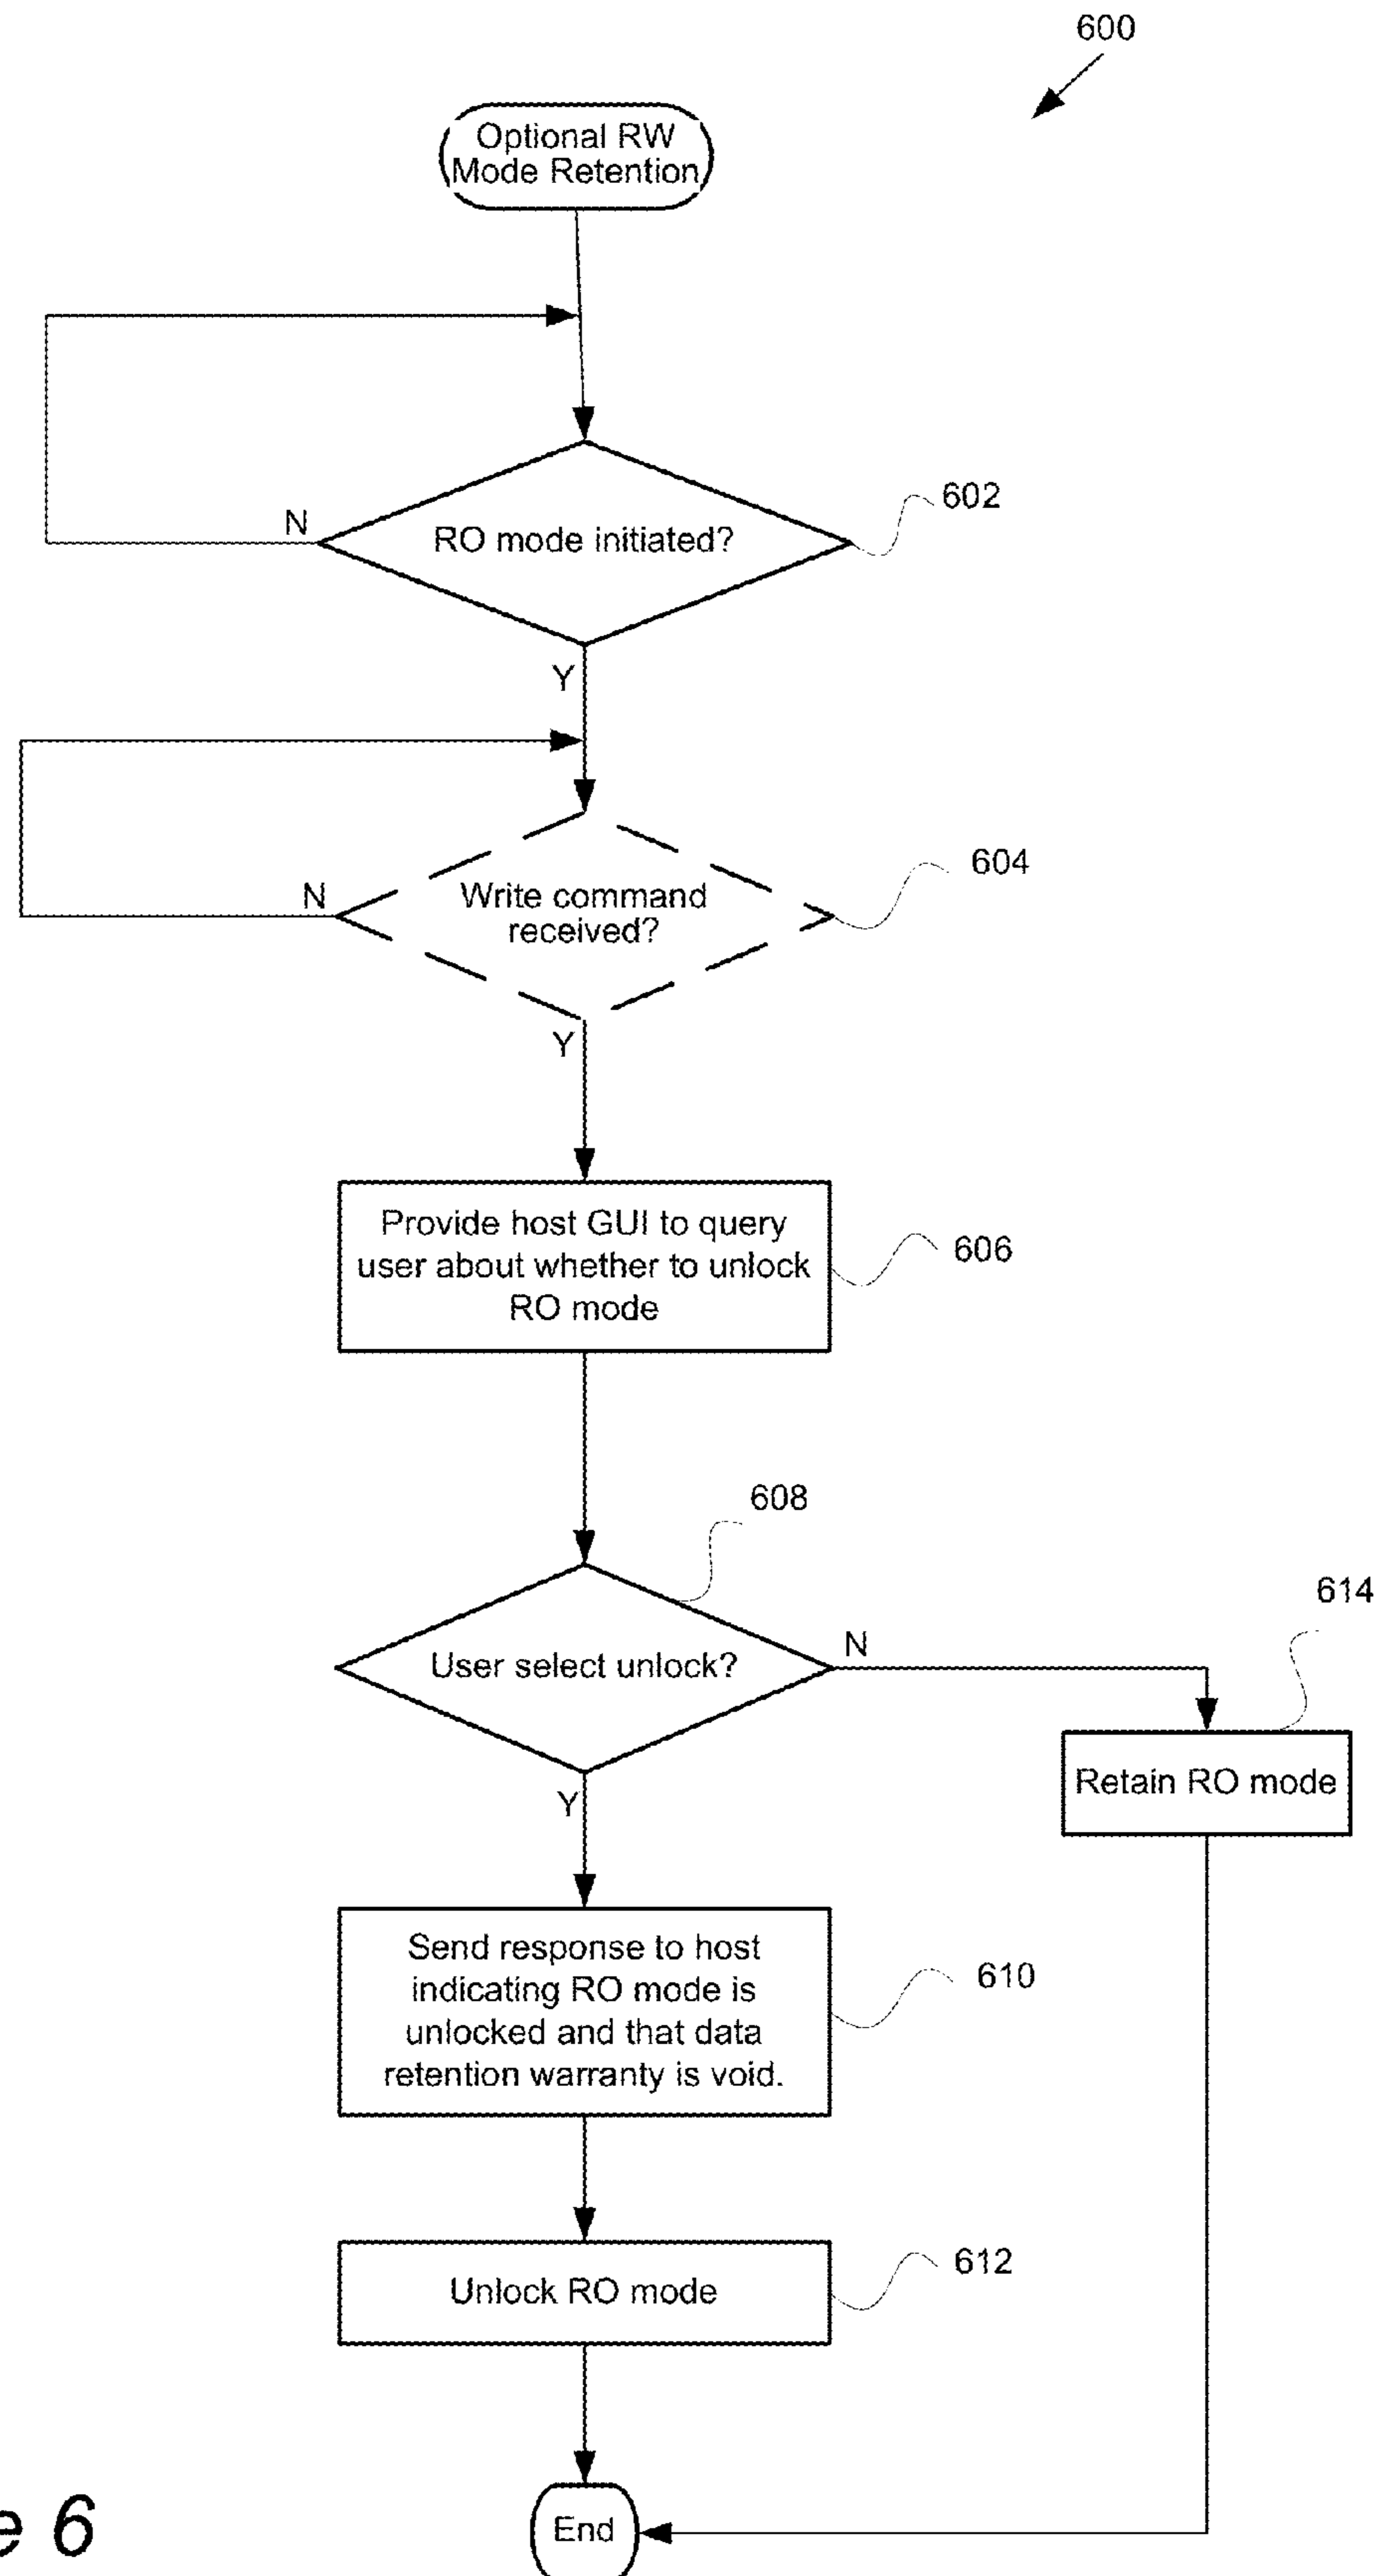 600
Optional RW
Mode Retention
602
N
RO mode initiated?
Y
604
N
Write command
received?
Y
Provide host GUI to query
user about whether to unlock
RO mode
606
608
614
User select unlock?
N
Retain RO mode
Y
Send response to host
indicating RO mode is
unlocked and that data
retention warranty is void.
610
Unlock RO mode
612
End
e 6